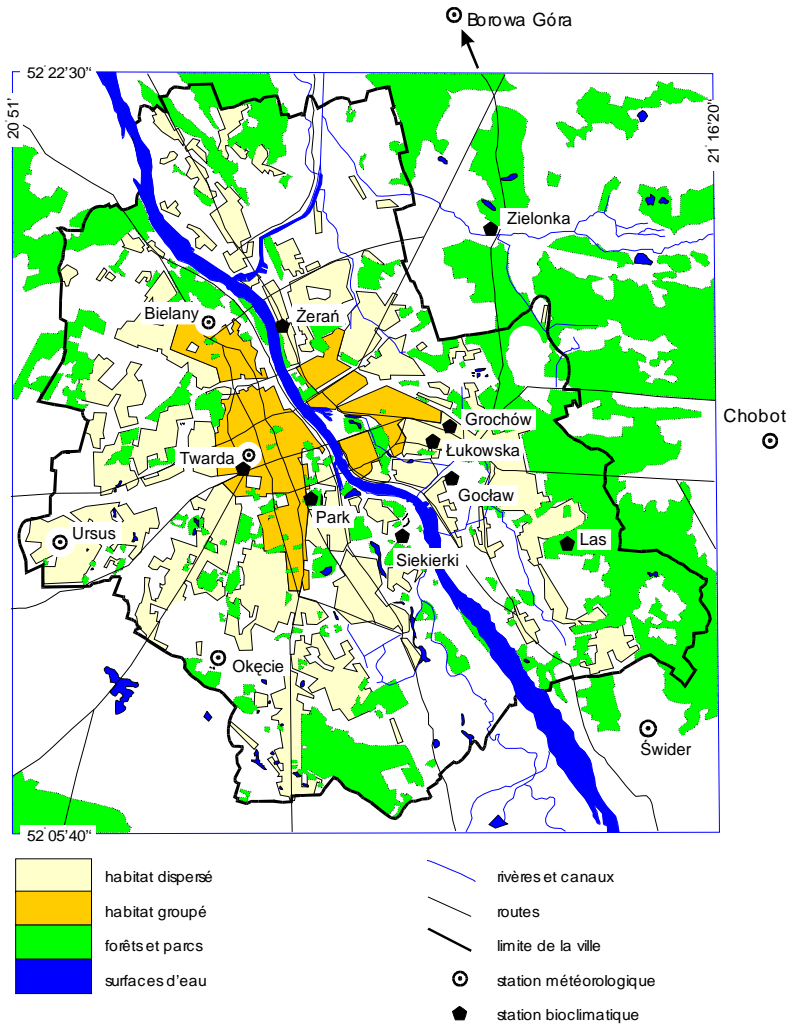 Borowa Góra
52°22'30"
20°51'
21°16'20"
Zielonka
Bielany
Żerań
Chobot
Grochów
Łukowska
Twarda
Gocław
Park
Ursus
Las
Siekierki
Okęcie
Świder
52°05'40"
habitat dispersé
habitat groupé
forêts et parcs
surfaces d'eau
rivères et canaux
routes
limite de la ville
station météorologique
station bioclimatique